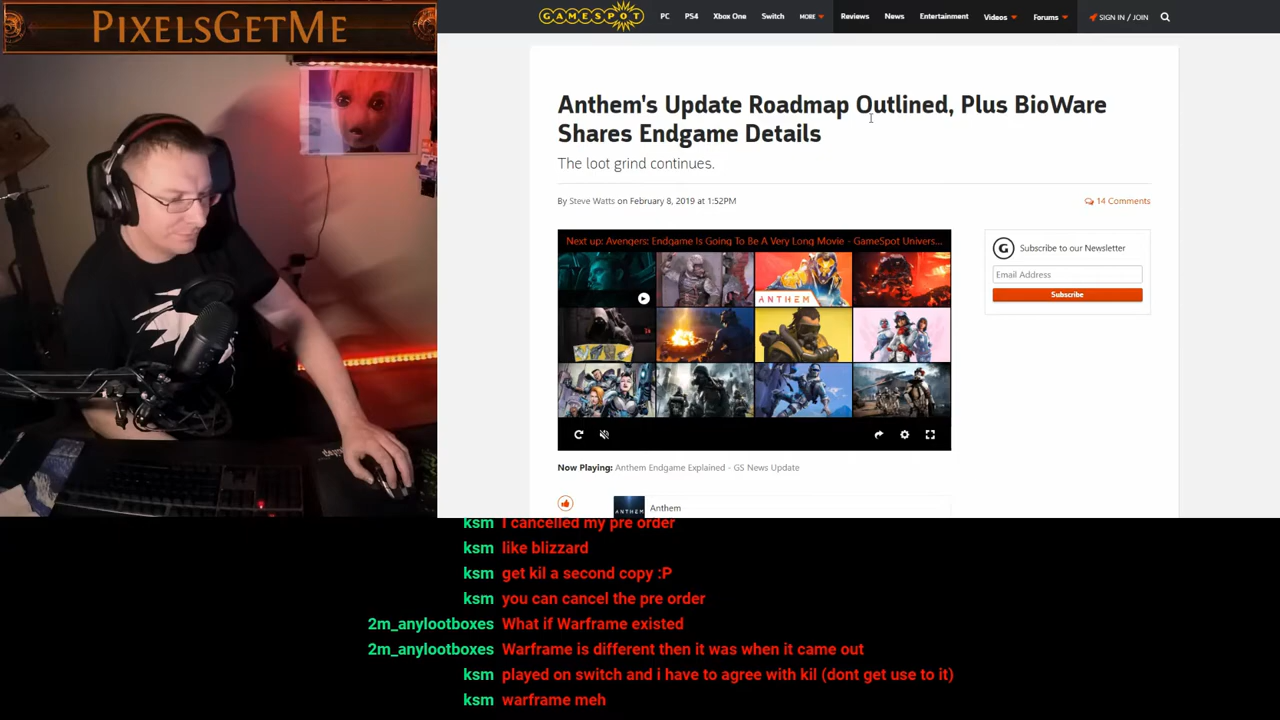 PIXELSGETME
GAMESPOT
PC PS4 Xbox One Switch MORE Reviews News Entertainment Videos Forums SIGN IN / JOIN
Anthem's Update Roadmap Outlined, Plus BioWare
Shares Endgame Details
The loot grind continues.
By Steve Watts on February 8, 2019 at 1:52PM
14 Comments
Next up: Avengers: Endgame Is Going To Be A Very Long Movie - GameSpot Univers...
ANTHEM
G Subscribe to our Newsletter
Email Address
Subscribe
Now Playing: Anthem Endgame Explained - GS News Update
ANTHEM
Anthem
ksm I cancelled my pre order
ksm like blizzard
ksm get kil a second copy :P
ksm you can cancel the pre order
2m_anylootboxes What if Warframe existed
2m_anylootboxes Warframe is different then it was when it came out
ksm played on switch and i have to agree with kil (dont get use to it)
ksm warframe meh